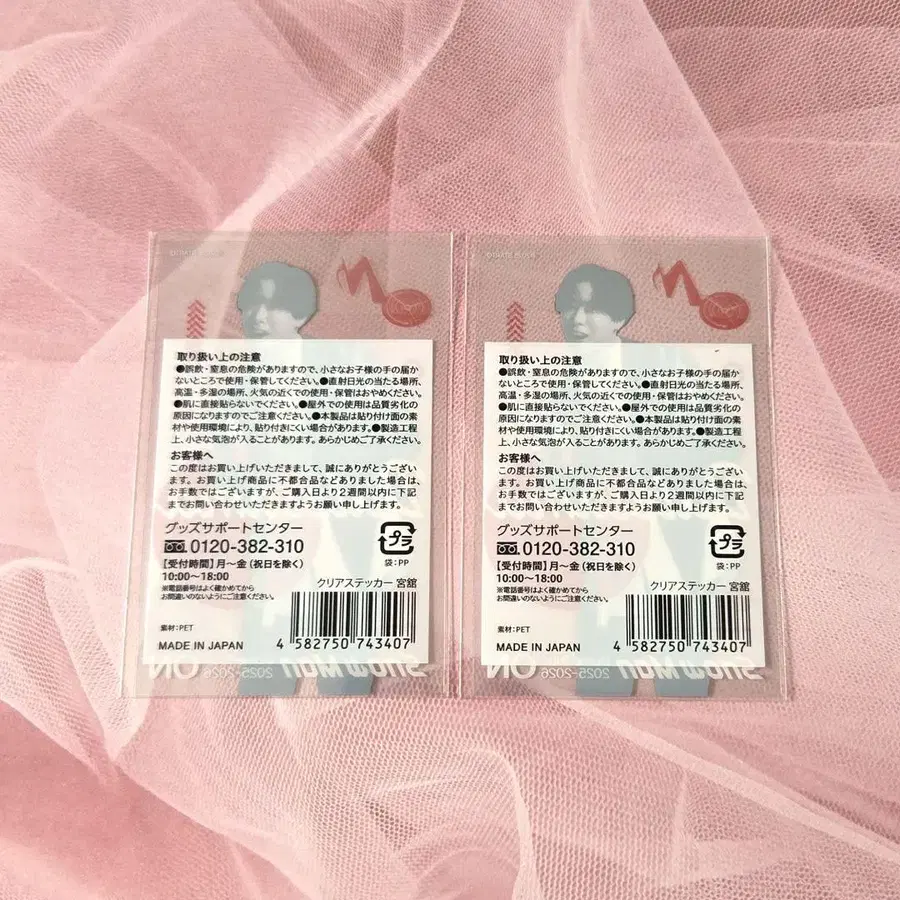 取り扱い上の注意
●誤飲・窒息の危険がありますので、小さなお子様の手の届か
ないところで使用・保管してください。●直射日光の当たる場所、
高温・多湿の場所、火気の近くでの使用・保管はおやめください。
●肌に直接貼らないでください。●屋外での使用は品質劣化の
原因になりますのでご注意ください。●本製品は貼り付け面の素
材や使用環境により、貼り付きにくい場合があります。●製造工程
上、小さな気泡が入ることがあります。あらかじめご了承ください。
お客様へ
この度はお買い上げいただきまして、誠にありがとうござい
ます。お買い上げ商品に不都合品などありました場合は、
お手数ではございますが、ご購入日より2週間以内に下記
までお問い合わせいただきますようお願い申し上げます。
グッズサポートセンター
0120-382-310
【受付時間】月〜金(祝日を除く)
10:00〜18:00
※電話番号はよく確かめてから
お間違いのないようにご注意ください。
プラ
袋:PP
クリアステッカー 宮舘
素材:PET
MADE IN JAPAN
4 582750 743407
ON
2025-2026
Snow Man
取り扱い上の注意
●誤飲・窒息の危険がありますので、小さなお子様の手の届か
ないところで使用・保管してください。●直射日光の当たる場所、
高温・多湿の場所、火気の近くでの使用・保管はおやめください。
●肌に直接貼らないでください。●屋外での使用は品質劣化の
原因になりますのでご注意ください。●本製品は貼り付け面の素
材や使用環境により、貼り付きにくい場合があります。●製造工程
上、小さな気泡が入ることがあります。あらかじめご了承ください。
お客様へ
この度はお買い上げいただきまして、誠にありがとうござい
ます。お買い上げ商品に不都合品などありました場合は、
お手数ではございますが、ご購入日より2週間以内に下記
までお問い合わせいただきますようお願い申し上げます。
グッズサポートセンター
0120-382-310
【受付時間】月〜金(祝日を除く)
10:00〜18:00
※電話番号はよく確かめてから
お間違いのないようにご注意ください。
プラ
袋:PP
クリアステッカー 宮舘
素材:PET
MADE IN JAPAN
4 582750 743407
ON
2025-2026
Snow Man